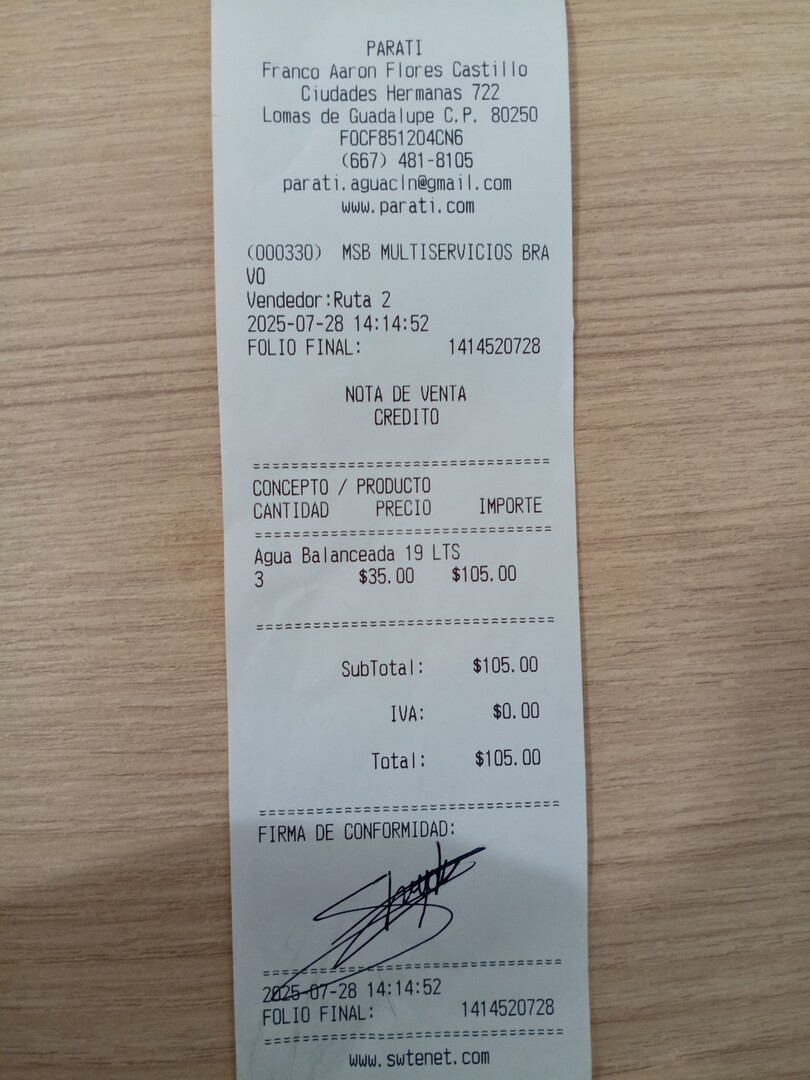 PARATI
Franco Aaron Flores Castillo
Ciudades Hermanas 722
Lomas de Guadalupe C.P. 80250
FOCF851204CN6
(667) 481-8105
parati.aguacln@gmail.com
www.parati.com
(000330) MSB MULTISERVICIOS BRA
VO
Vendedor:Ruta 2
2025-07-28 14:14:52
FOLIO FINAL: 1414520728
NOTA DE VENTA
CREDITO
===============================
CONCEPTO / PRODUCTO
CANTIDAD PRECIO IMPORTE
===============================
Agua Balanceada 19 LTS
3 $35.00 $105.00
===============================
SubTotal: $105.00
IVA: $0.00
Total: $105.00
===============================
FIRMA DE CONFORMIDAD:
===============================
2025-07-28 14:14:52
FOLIO FINAL: 1414520728
===============================
www.swtenet.com